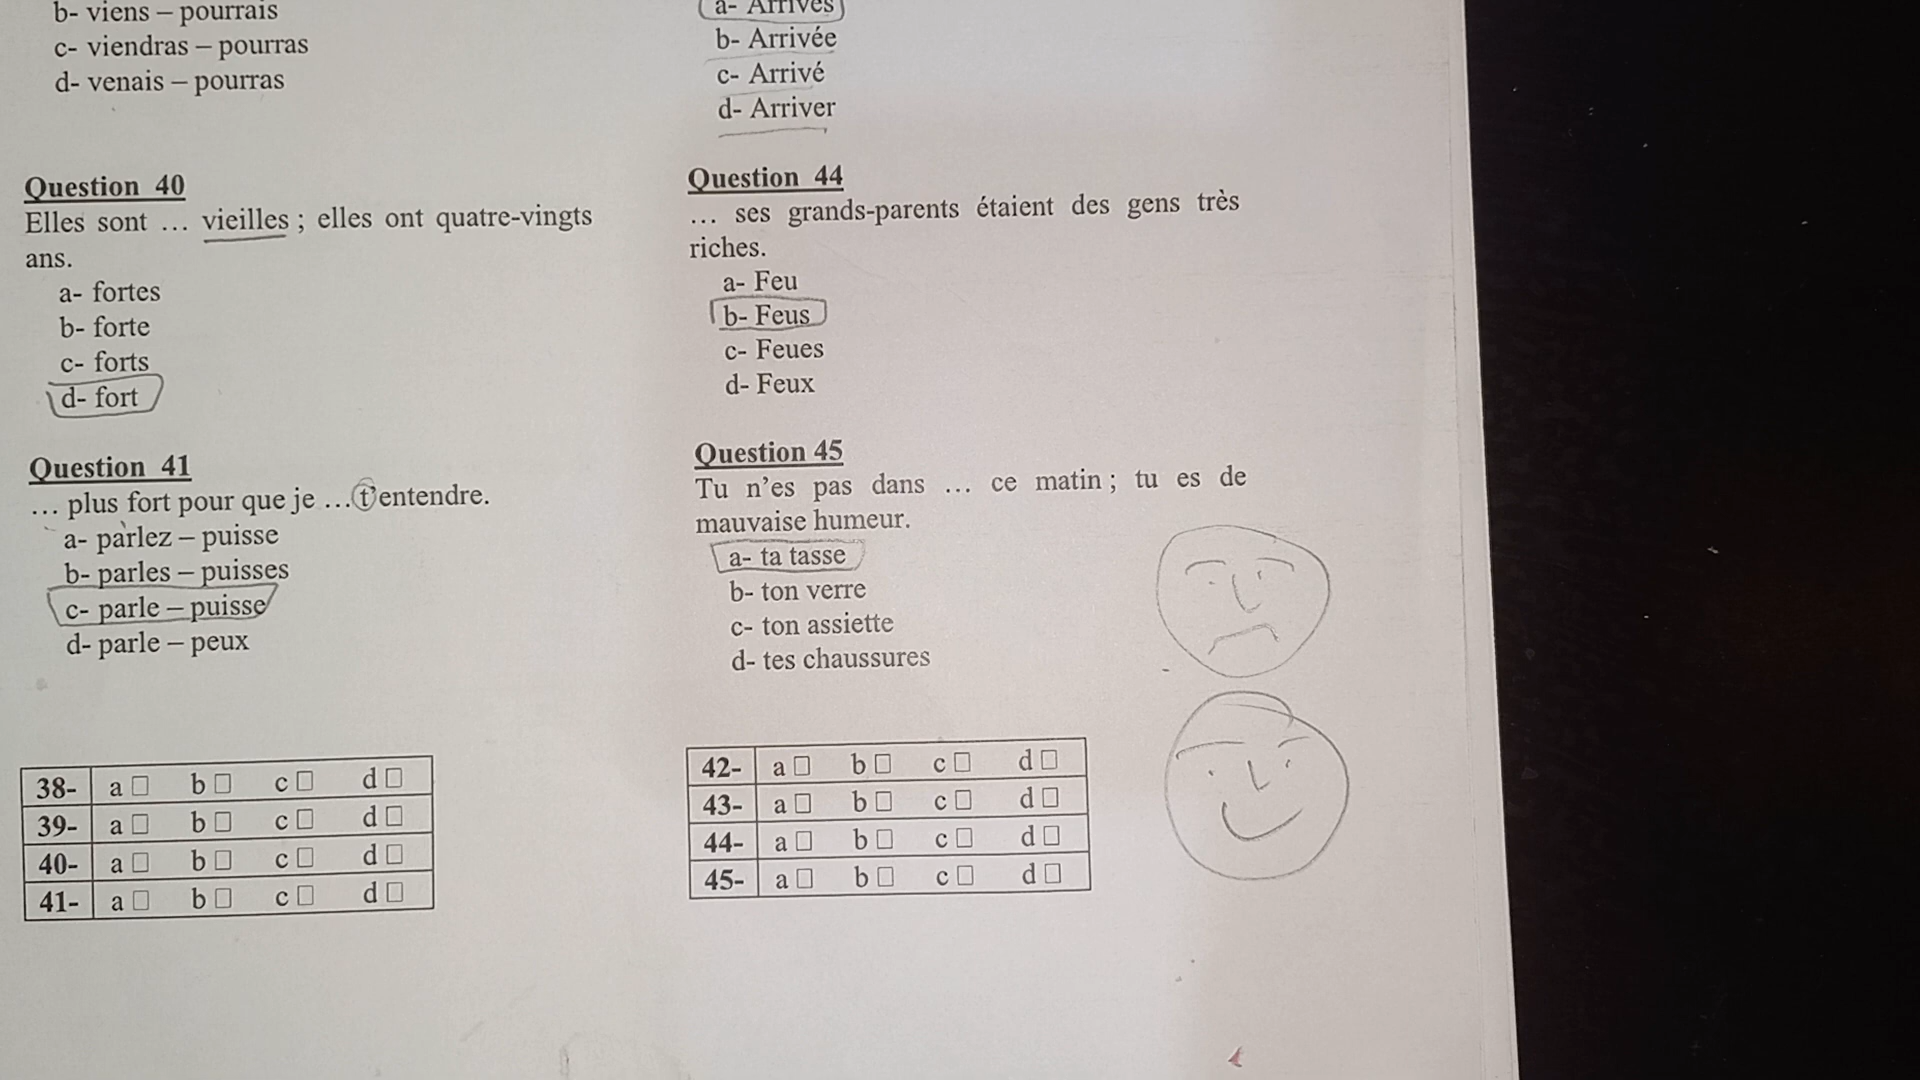 b- viens – pourrais
c- viendras – pourras
d- venais – pourras
Question 40
Elles sont … vieilles ; elles ont quatre-vingts
ans.
a- fortes
b- forte
c- forts
d- fort
Question 41
… plus fort pour que je …t'entendre.
a- parlez – puisse
b- parles – puisses
c- parle – puisse
d- parle – peux
38- a □ b □ c □ d □
39- a □ b □ c □ d □
40- a □ b □ c □ d □
41- a □ b □ c □ d □
a- Arrivés
b- Arrivée
c- Arrivé
d- Arriver
Question 44
… ses grands-parents étaient des gens très
riches.
a- Feu
b- Feus
c- Feues
d- Feux
Question 45
Tu n'es pas dans … ce matin ; tu es de
mauvaise humeur.
a- ta tasse
b- ton verre
c- ton assiette
d- tes chaussures
42- a □ b □ c □ d □
43- a □ b □ c □ d □
44- a □ b □ c □ d □
45- a □ b □ c □ d □